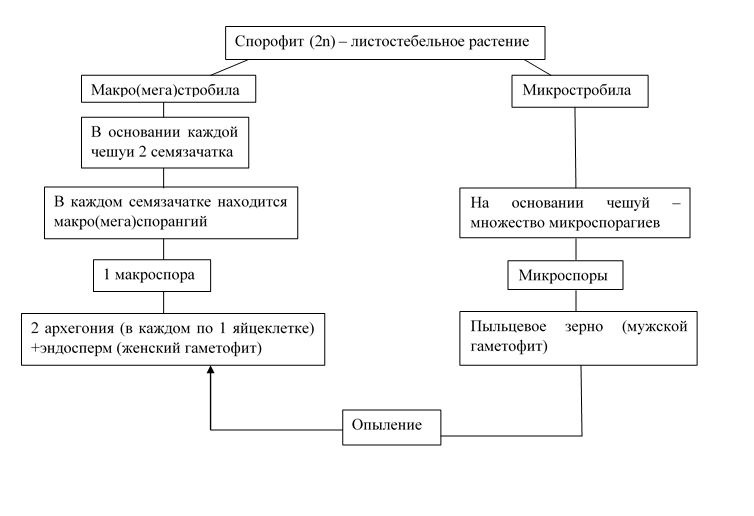 Спорофит (2n) – листостебельное растение
Макро(мега)стробила
Микростробила
В основании каждой
чешуи 2 семязачатка
В каждом семязачатке находится
макро(мега)спорангий
На основании чешуй –
множество микроспорагиев
1 макроспора
Микроспоры
2 архегония (в каждом по 1 яйцеклетке)
+эндосперм (женский гаметофит)
Пыльцевое зерно (мужской
гаметофит)
Опыление